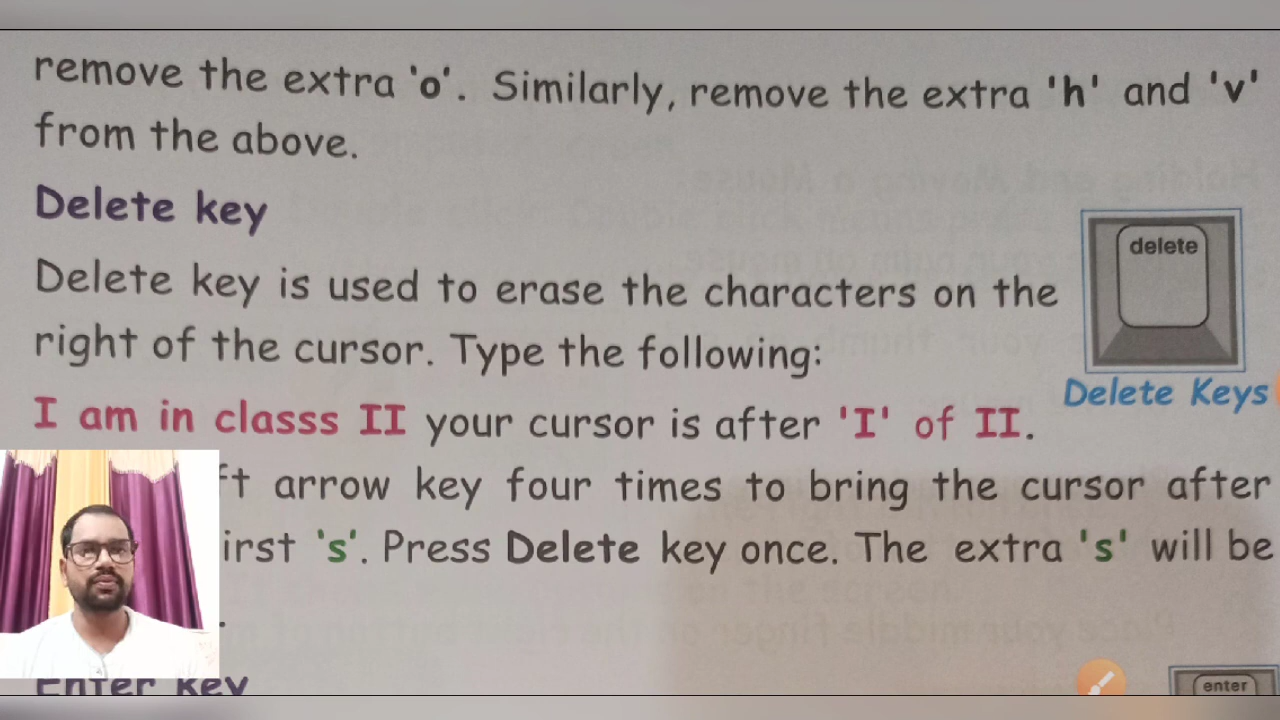 remove the extra 'o'. Similarly, remove the extra 'h' and 'v'
from the above.
Delete key
delete
Delete key is used to erase the characters on the
right of the cursor. Type the following:
Delete Keys
I am in classs II your cursor is after 'I' of II.
arrow key four times to bring the cursor after
's'. Press Delete key once. The extra 's' will be
Enter key
enter